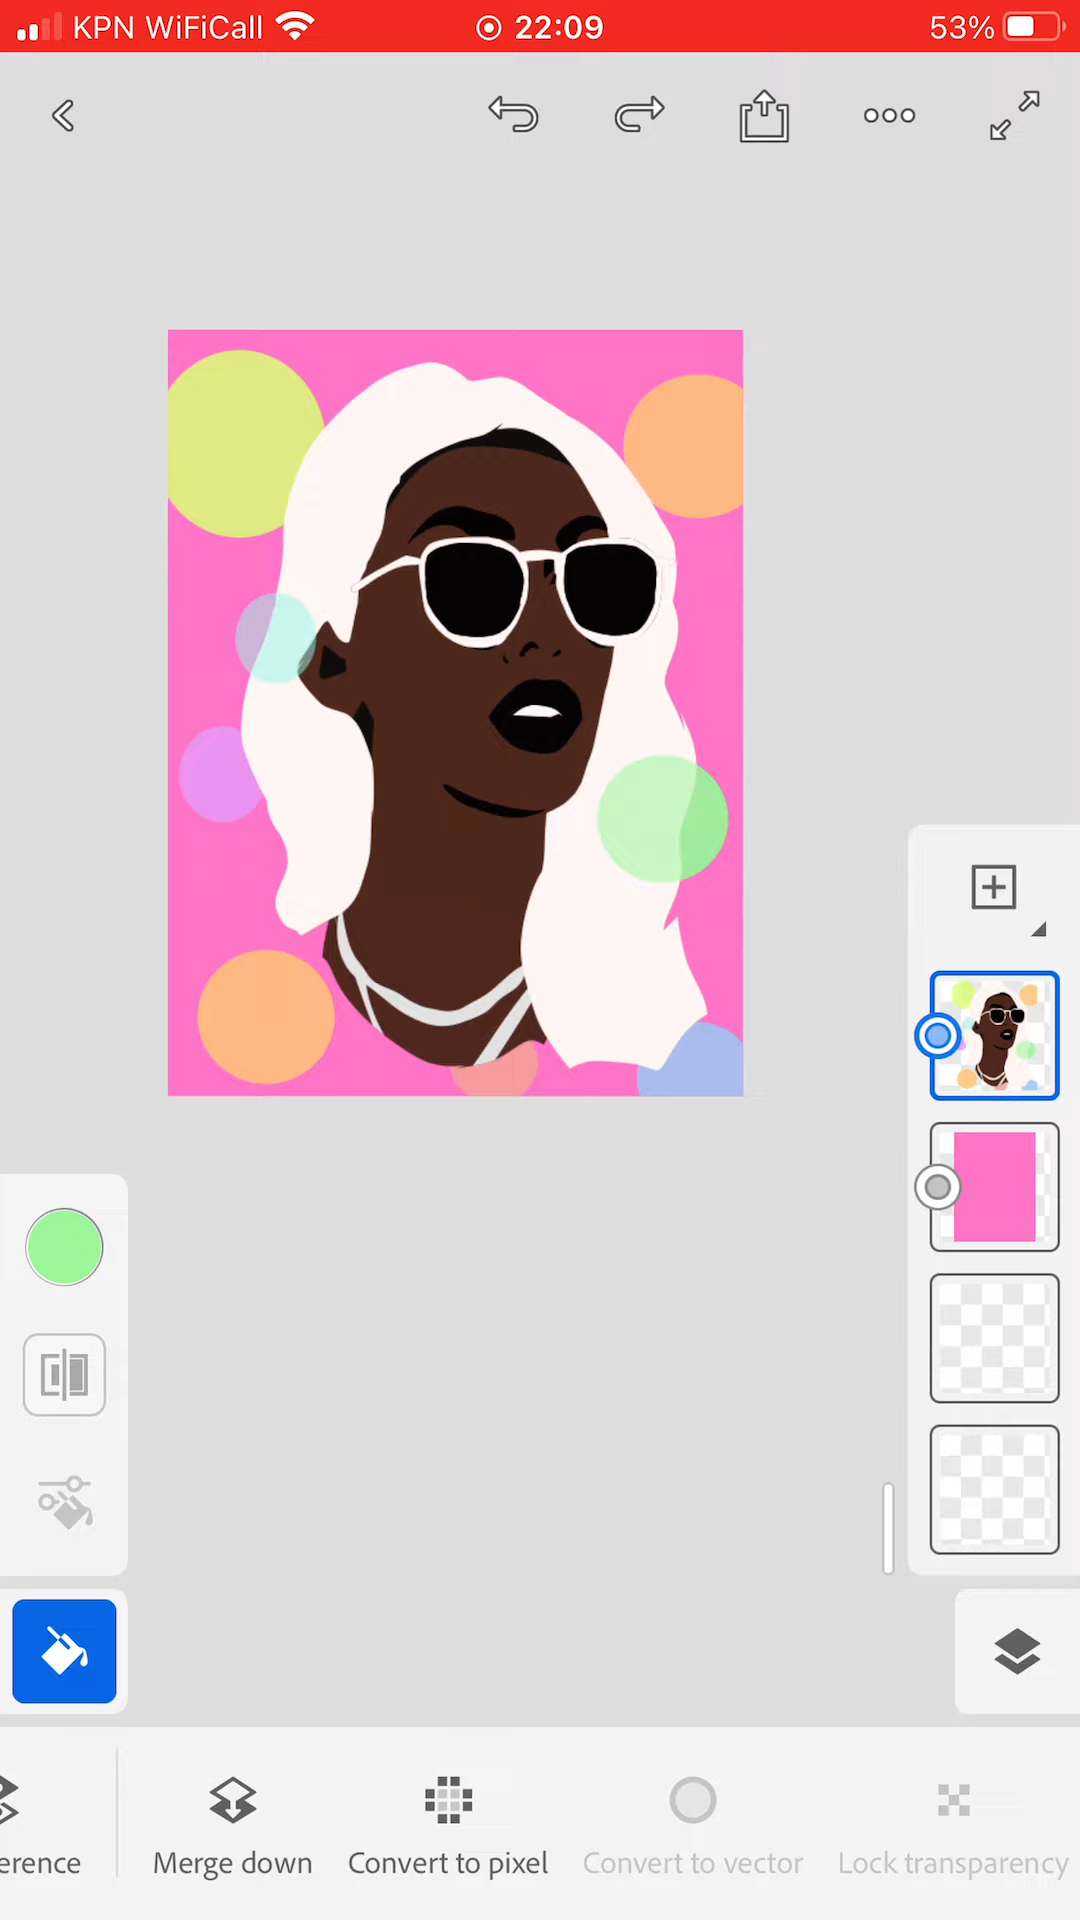 KPN WiFiCall 22:09 53%
erence
Merge down
Convert to pixel
Convert to vector
Lock transparency